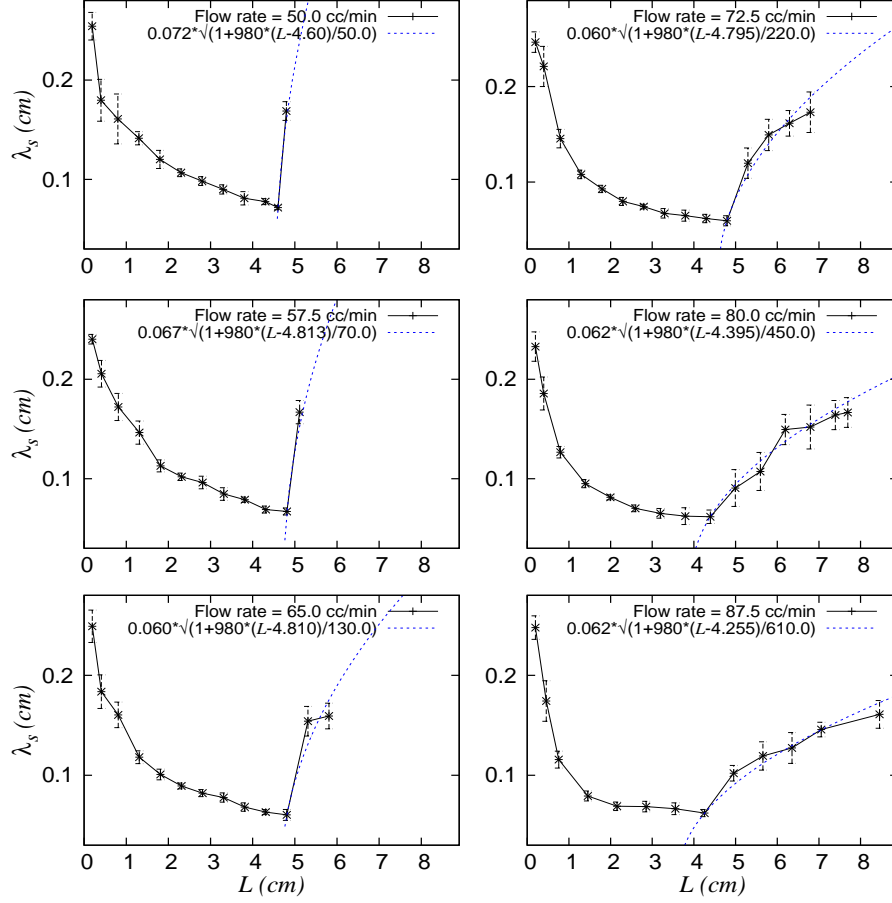 Flow rate = 50.0 cc/min
0.072*√(1+980*(L-4.60)/50.0)
0.2
0.1
λs (cm)
0 1 2 3 4 5 6 7 8
Flow rate = 72.5 cc/min
0.060*√(1+980*(L-4.795)/220.0)
0.2
0.1
0 1 2 3 4 5 6 7 8
Flow rate = 57.5 cc/min
0.067*√(1+980*(L-4.813)/70.0)
0.2
0.1
λs (cm)
0 1 2 3 4 5 6 7 8
Flow rate = 80.0 cc/min
0.062*√(1+980*(L-4.395)/450.0)
0.2
0.1
0 1 2 3 4 5 6 7 8
Flow rate = 65.0 cc/min
0.060*√(1+980*(L-4.810)/130.0)
0.2
0.1
λs (cm)
0 1 2 3 4 5 6 7 8
L (cm)
Flow rate = 87.5 cc/min
0.062*√(1+980*(L-4.255)/610.0)
0.2
0.1
0 1 2 3 4 5 6 7 8
L (cm)